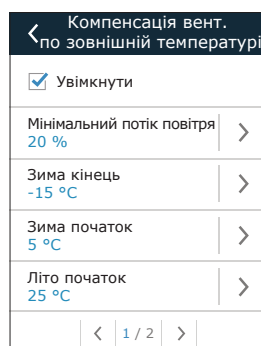 Компенсація вент.
по зовнішній температурі
Увімкнути
Мінімальний потік повітря
20 %
Зима кінець
-15 °C
Зима початок
5 °C
Літо початок
25 °C
1 / 2